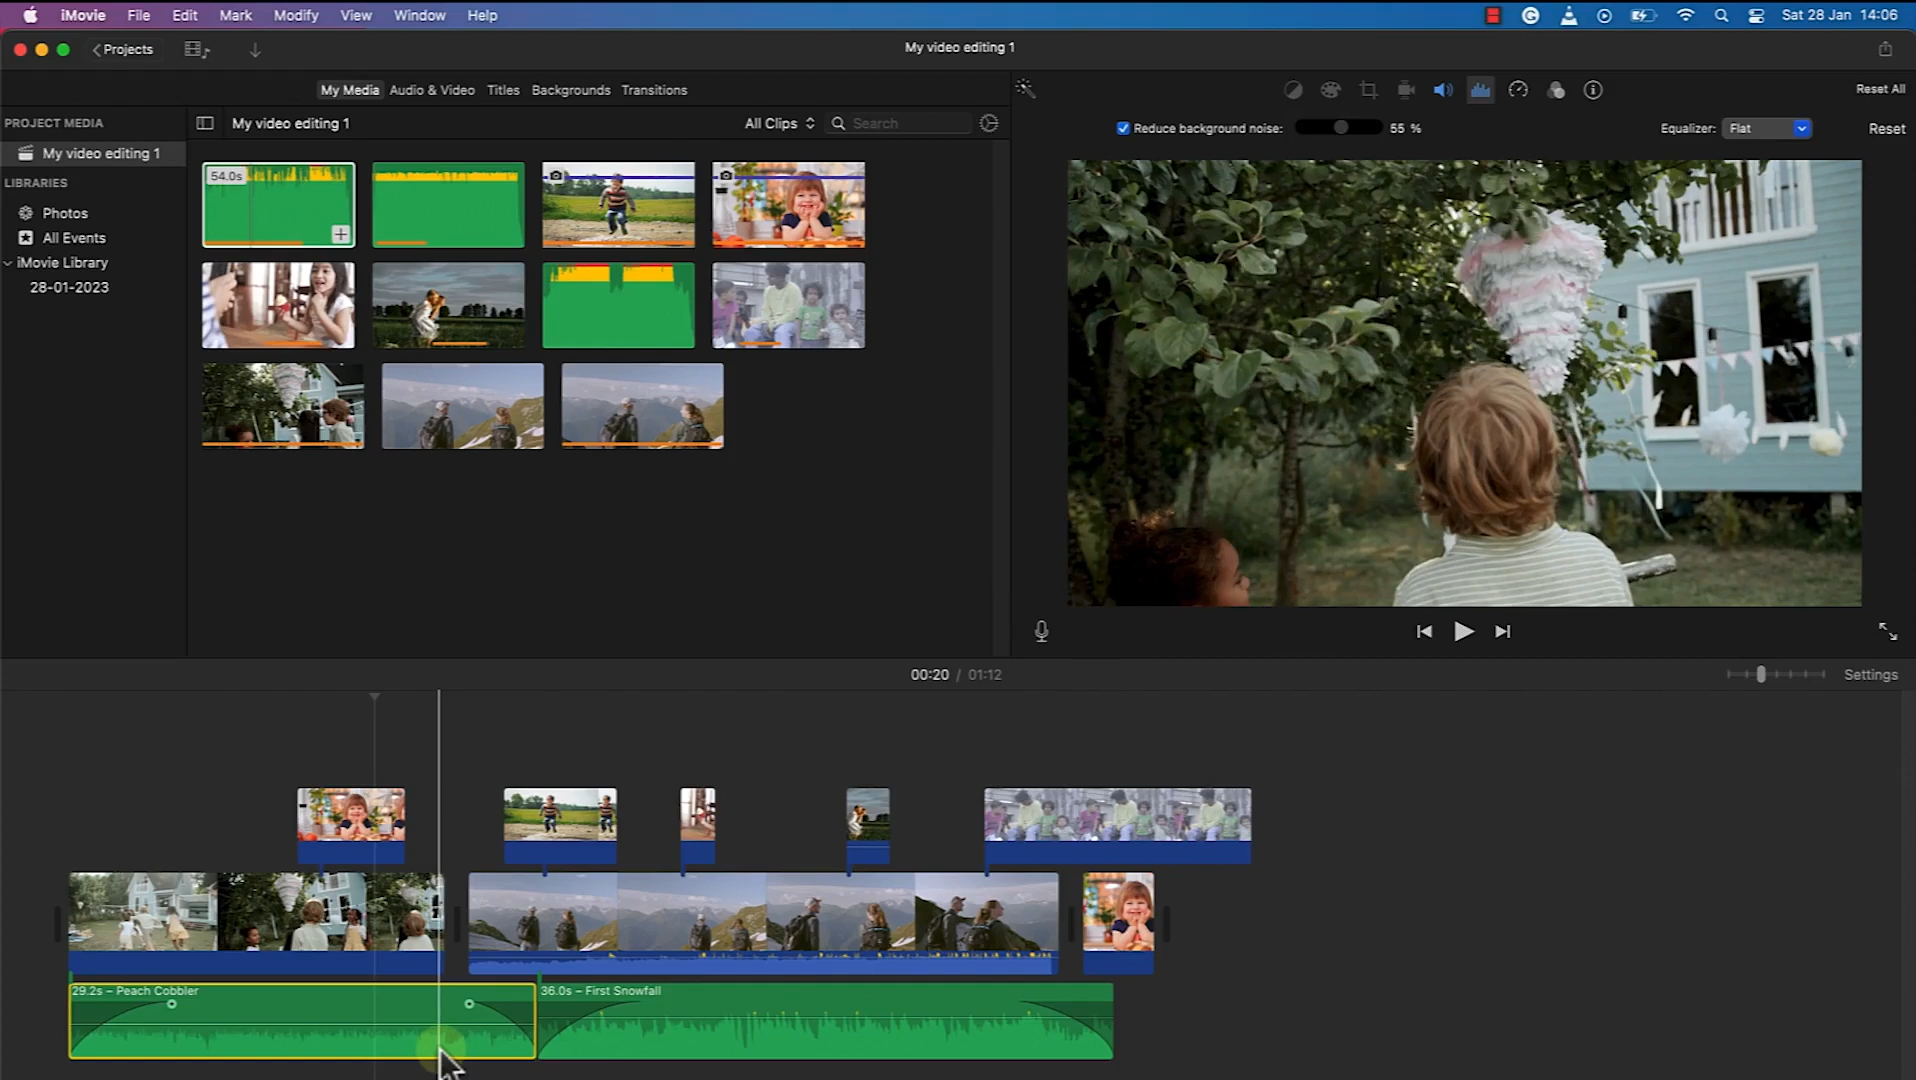 iMovie File Edit Mark Modify View Window Help
Sat 28 Jan 14:06
Projects
My video editing 1
My Media Audio & Video Titles Backgrounds Transitions
Reset All
PROJECT MEDIA
My video editing 1
All Clips
Search
Reduce background noise: 55 %
Equalizer: Flat
Reset
My video editing 1
LIBRARIES
Photos
All Events
iMovie Library
28-01-2023
54.0s
00:20 / 01:12
Settings
29.2s – Peach Cobbler
36.0s – First Snowfall